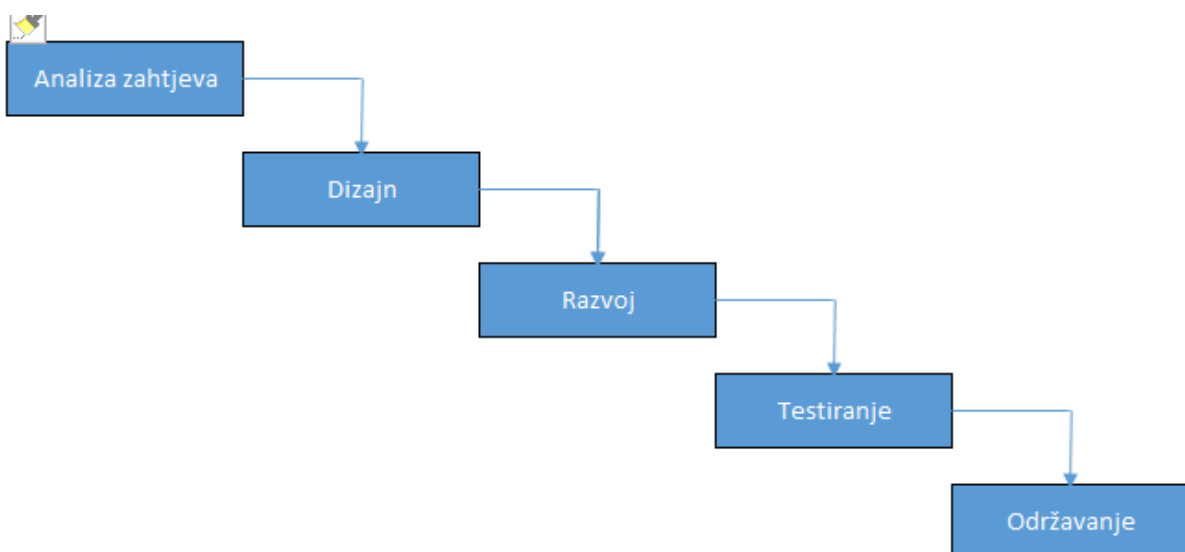 Analiza zahtjeva
Dizajn
Razvoj
Testiranje
Održavanje